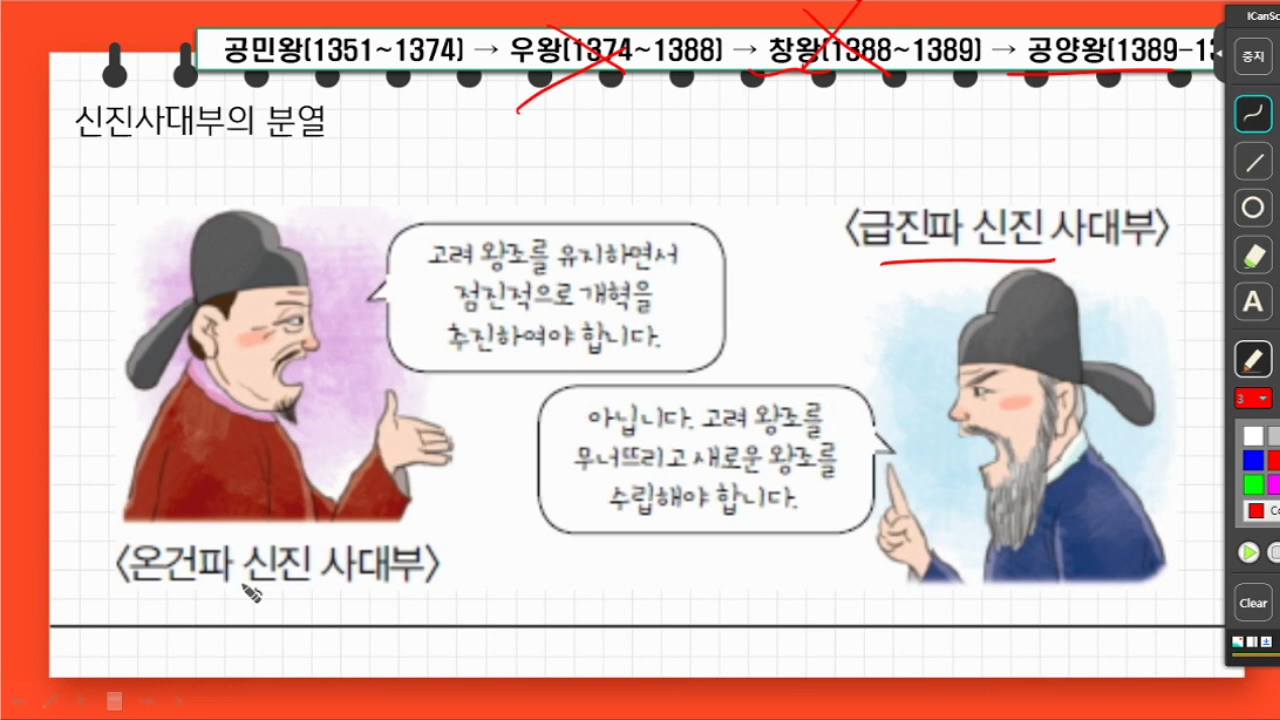 공민왕(1351~1374) → 우왕(1374~1388) → 창왕(1388~1389) → 공양왕(1389-13
신진사대부의 분열
고려 왕조를 유지하면서
점진적으로 개혁을
추진하여야 합니다.
<급진파 신진 사대부>
아닙니다. 고려 왕조를
무너뜨리고 새로운 왕조를
수립해야 합니다.
<온건파 신진 사대부>
ICanSc
중지
A
3
Co
Clear